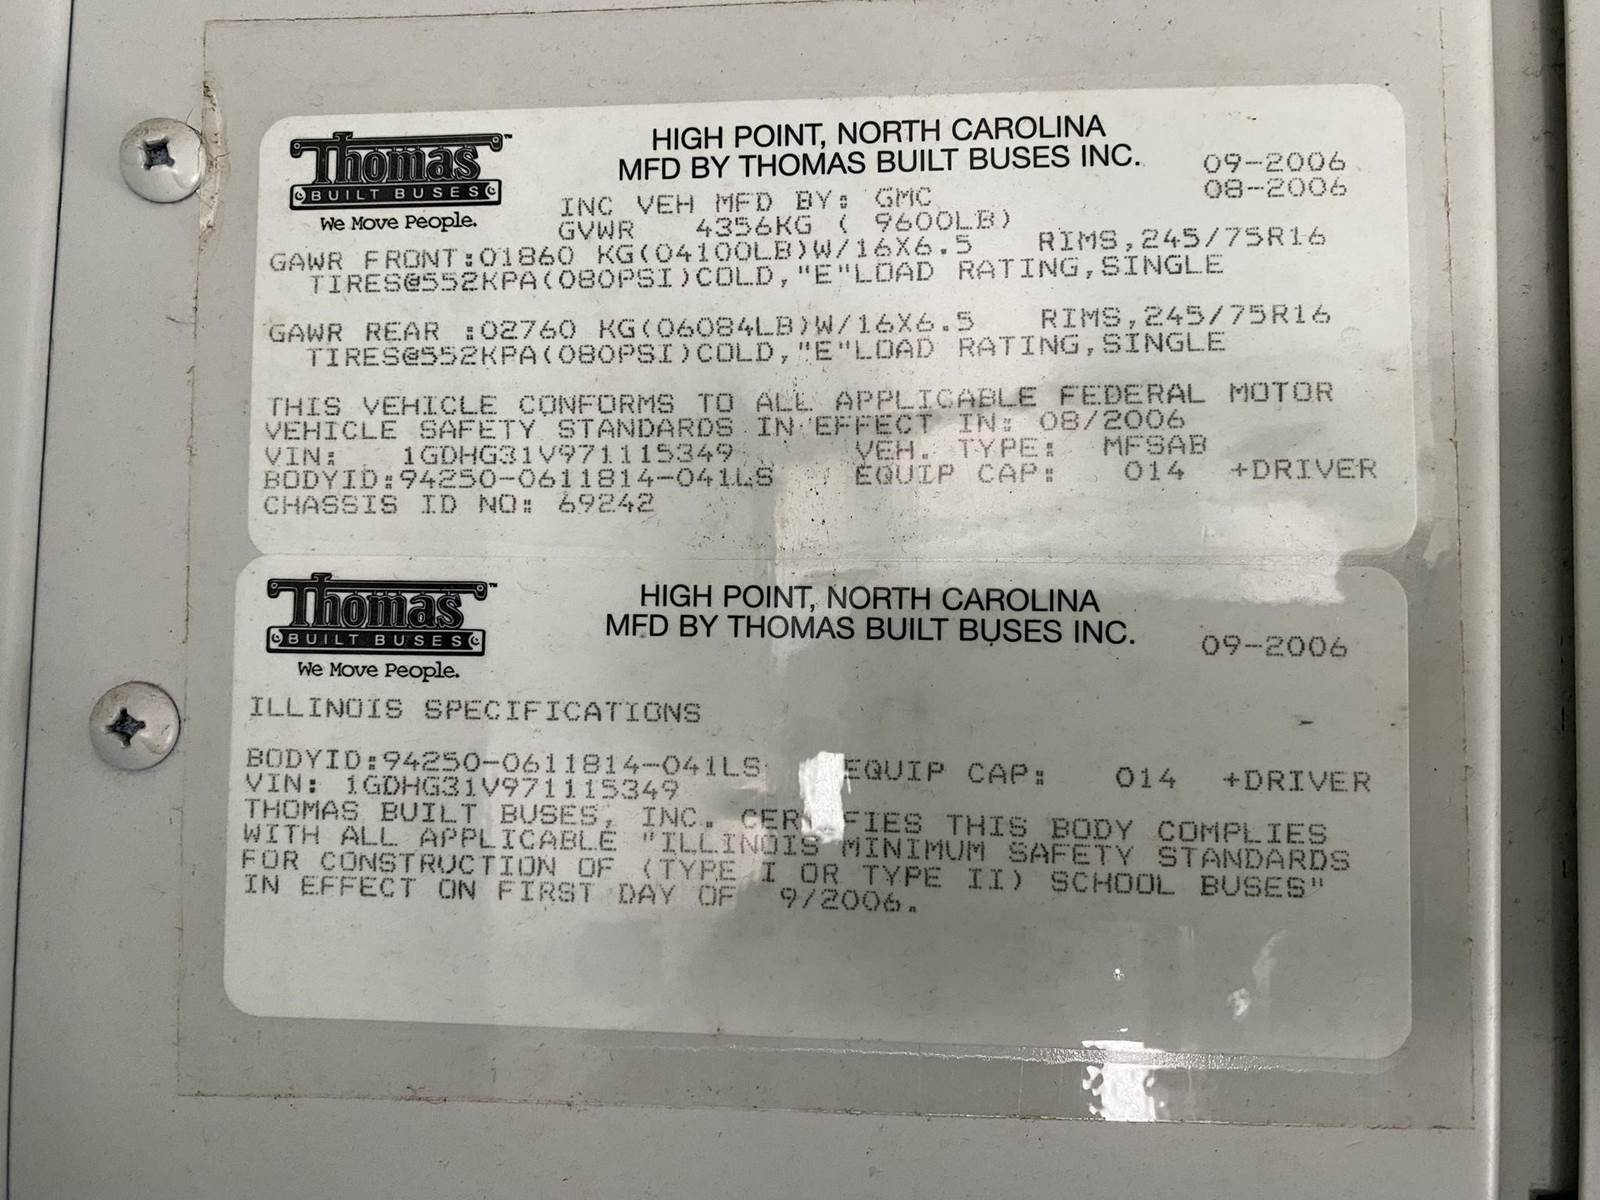 Thomas™
BUILT BUSES
We Move People.
HIGH POINT, NORTH CAROLINA
MFD BY THOMAS BUILT BUSES INC.
09-2006
INC VEH MFD BY: GMC
08-2006
GVWR 4356KG ( 9600LB)
GAWR FRONT:01860 KG(04100LB)W/16X6.5 RIMS,245/75R16
TIRES@552KPA(080PSI)COLD,"E"LOAD RATING,SINGLE
GAWR REAR :02760 KG(06084LB)W/16X6.5 RIMS,245/75R16
TIRES@552KPA(080PSI)COLD,"E"LOAD RATING,SINGLE
THIS VEHICLE CONFORMS TO ALL APPLICABLE FEDERAL MOTOR
VEHICLE SAFETY STANDARDS IN EFFECT IN: 08/2006
VIN: 1GDHG31V971115349 VEH. TYPE: MFSAB
BODYID:94250-0611814-041LS EQUIP CAP: 014 +DRIVER
CHASSIS ID NO: 69242
Thomas™
BUILT BUSES
We Move People.
HIGH POINT, NORTH CAROLINA
MFD BY THOMAS BUILT BUSES INC.
09-2006
ILLINOIS SPECIFICATIONS
BODYID:94250-0611814-041LS EQUIP CAP: 014 +DRIVER
VIN: 1GDHG31V971115349
THOMAS BUILT BUSES, INC. CERTIFIES THIS BODY COMPLIES
WITH ALL APPLICABLE "ILLINOIS MINIMUM SAFETY STANDARDS
FOR CONSTRUCTION OF (TYPE I OR TYPE II) SCHOOL BUSES"
IN EFFECT ON FIRST DAY OF 9/2006.